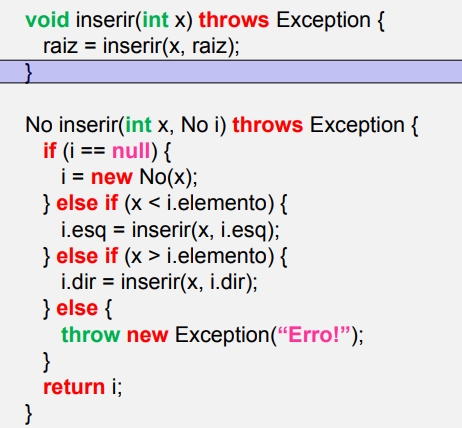 void inserir(int x) throws Exception {
raiz = inserir(x, raiz);
}
No inserir(int x, No i) throws Exception {
if (i == null) {
i = new No(x);
} else if (x < i.elemento) {
i.esq = inserir(x, i.esq);
} else if (x > i.elemento) {
i.dir = inserir(x, i.dir);
} else {
throw new Exception(“Erro!”);
}
return i;
}